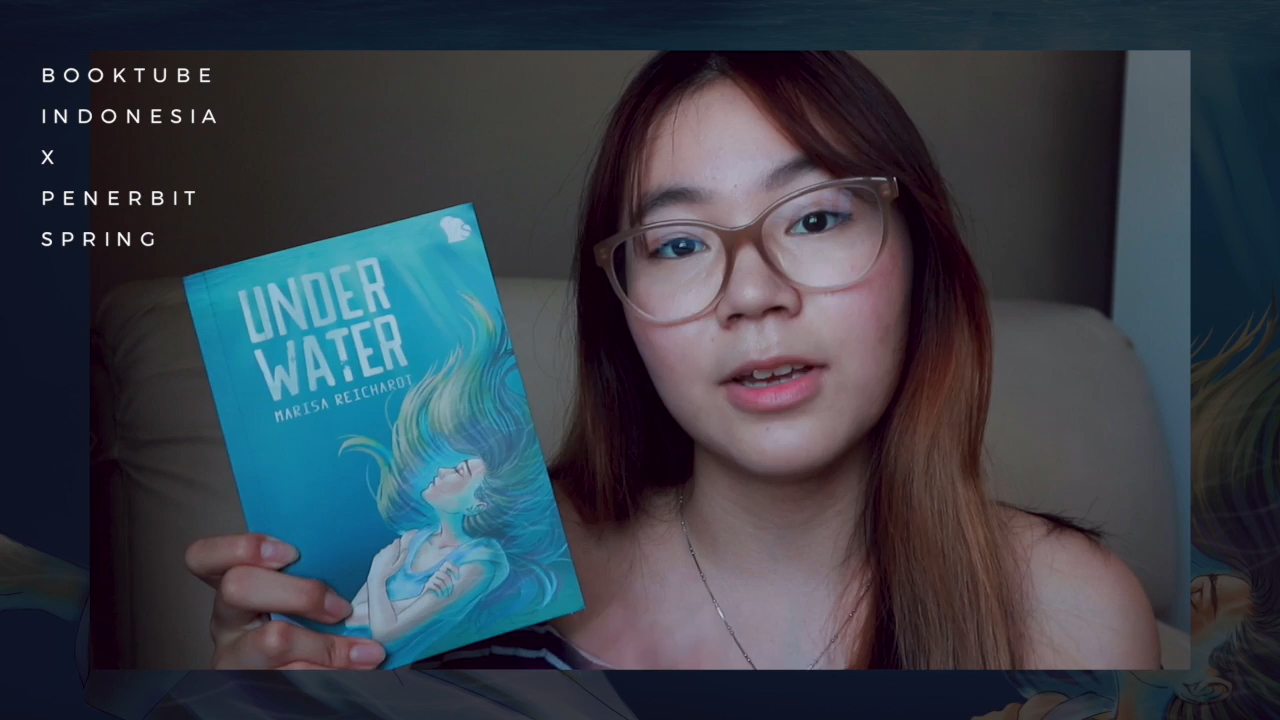 BOOKTUBE
INDONESIA
X
PENERBIT
SPRING
UNDER
WATER
MARISA REICHARDT